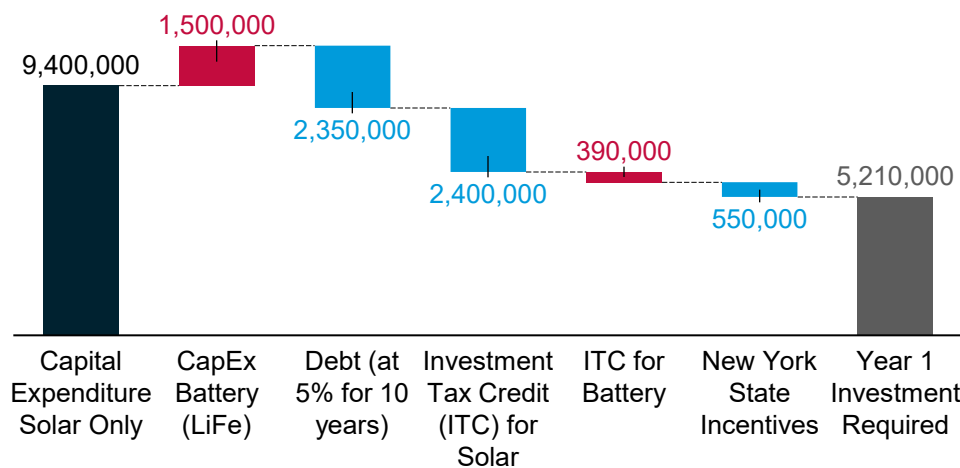 1,500,000
9,400,000
2,350,000
2,400,000
390,000
550,000
5,210,000
Capital
Expenditure
Solar Only
CapEx
Battery
(LiFe)
Debt (at
5% for 10
years)
Investment
Tax Credit
(ITC) for
Solar
ITC for
Battery
New York
State
Incentives
Year 1
Investment
Required